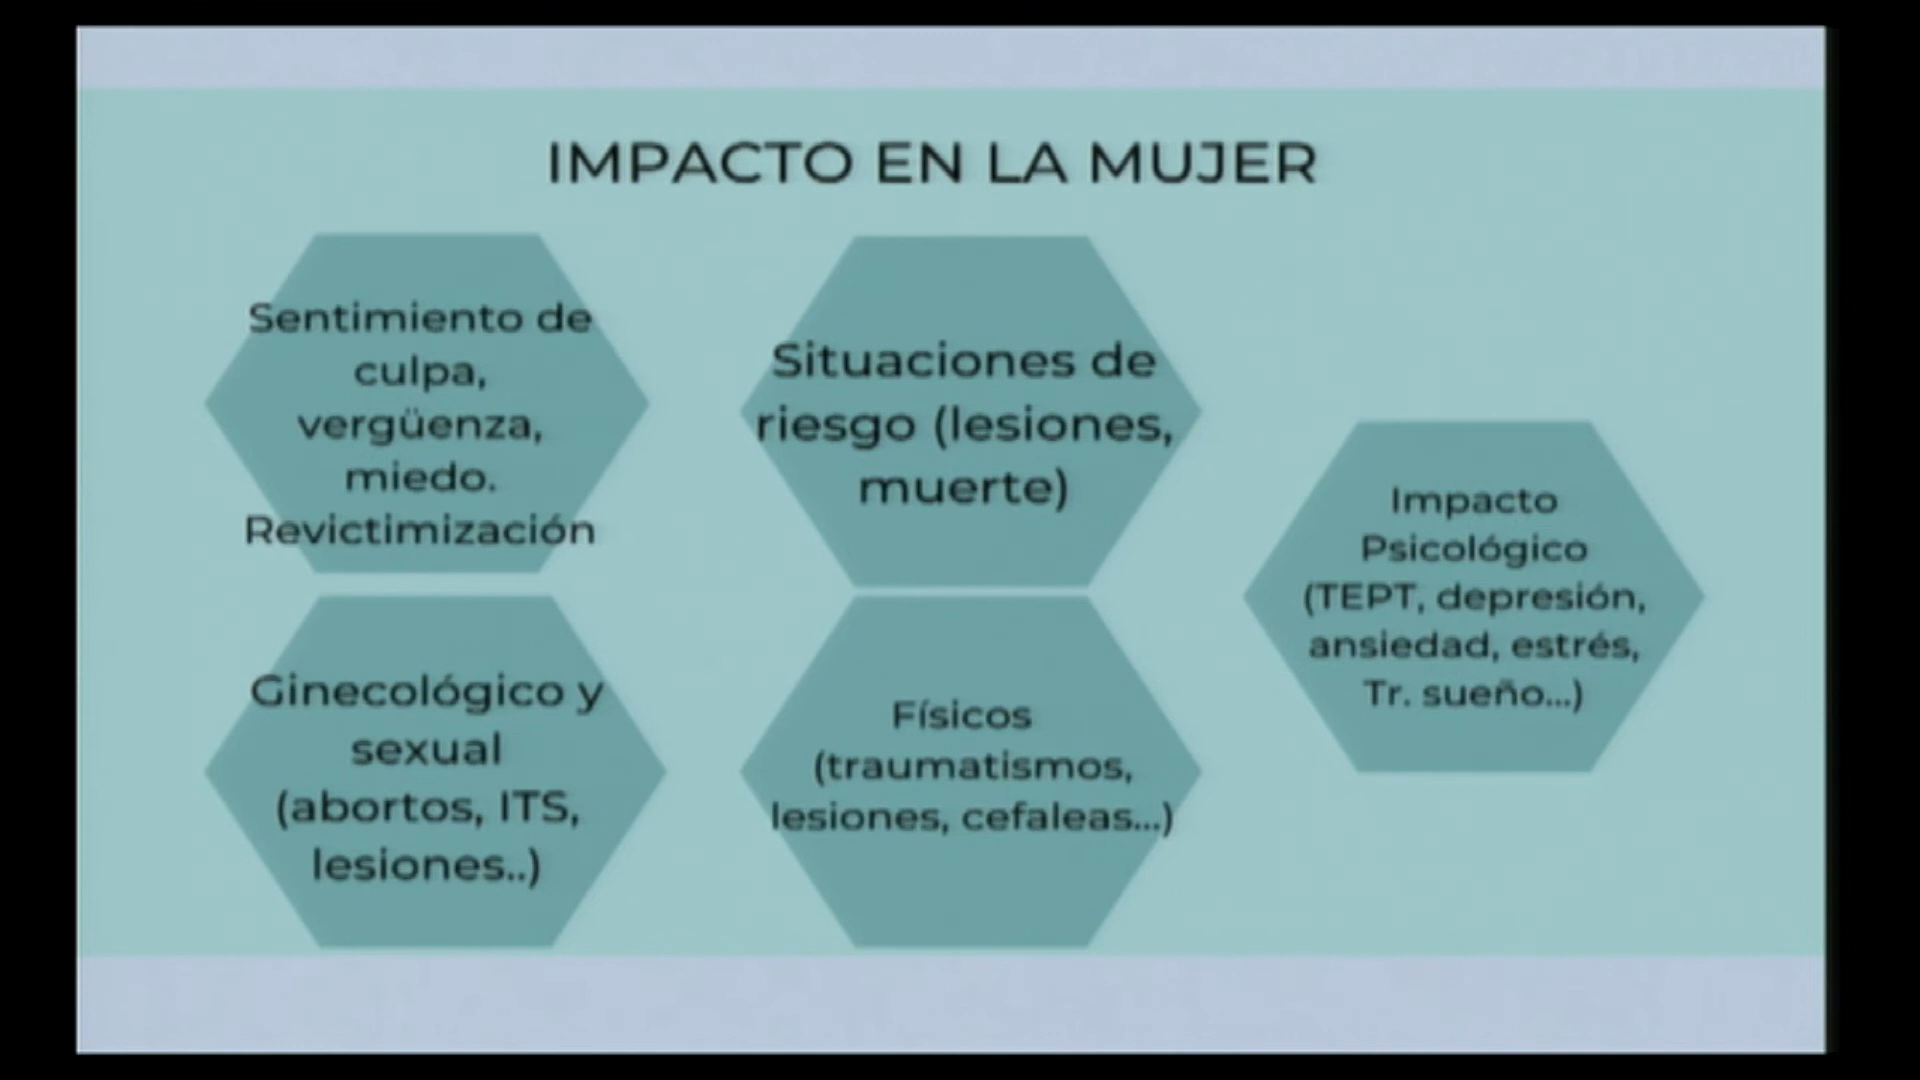 IMPACTO EN LA MUJER
Sentimiento de
culpa,
vergüenza,
miedo.
Revictimización
Situaciones de
riesgo (lesiones,
muerte)
Impacto
Psicológico
(TEPT, depresión,
ansiedad, estrés,
Tr. sueño...)
Ginecológico y
sexual
(abortos, ITS,
lesiones..)
Físicos
(traumatismos,
lesiones, cefaleas...)